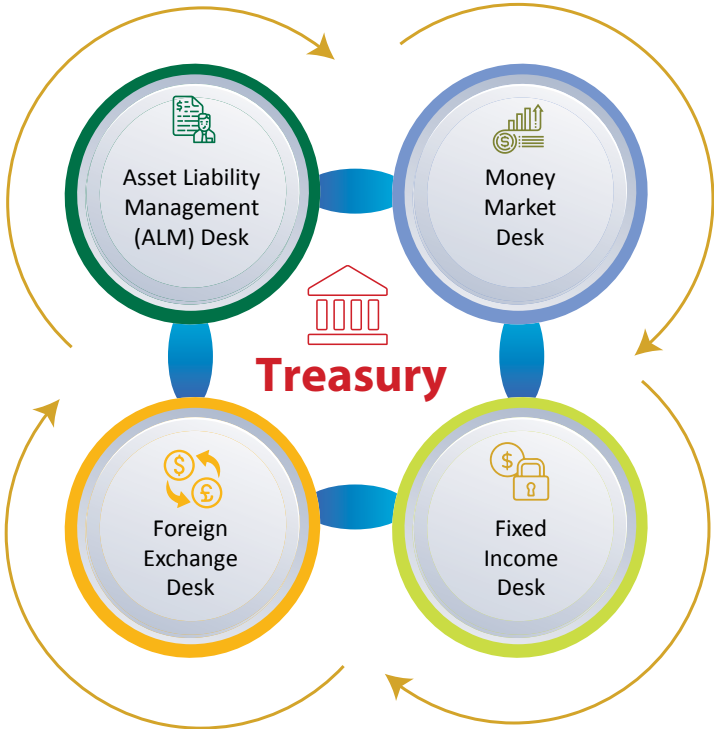 Asset Liability
Management
(ALM) Desk
Money
Market
Desk
Treasury
Foreign
Exchange
Desk
Fixed
Income
Desk